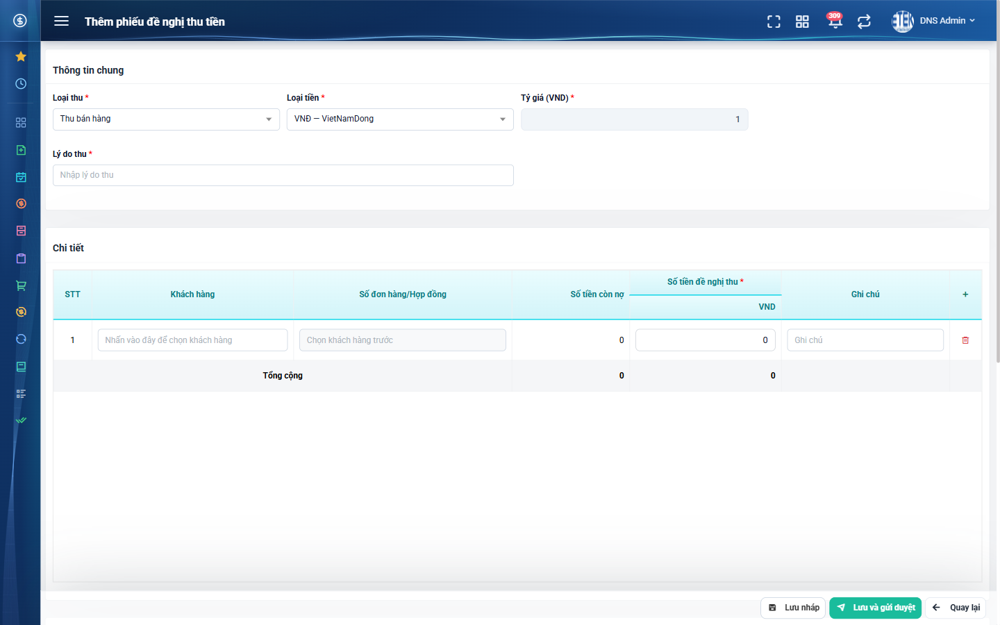 Thêm phiếu đề nghị thu tiền
309
DNS Admin
Thông tin chung
Loại thu *
Loại tiền *
Tỷ giá (VND) *
Thu bán hàng
VNĐ — VietNamDong
1
Lý do thu *
Nhập lý do thu
Chi tiết
STT
Khách hàng
Số đơn hàng/Hợp đồng
Số tiền còn nợ
Số tiền đề nghị thu *
VND
Ghi chú
+
1
Nhấn vào đây để chọn khách hàng
Chọn khách hàng trước
0
0
Ghi chú
Tổng cộng
0
0
Lưu nháp
Lưu và gửi duyệt
Quay lại